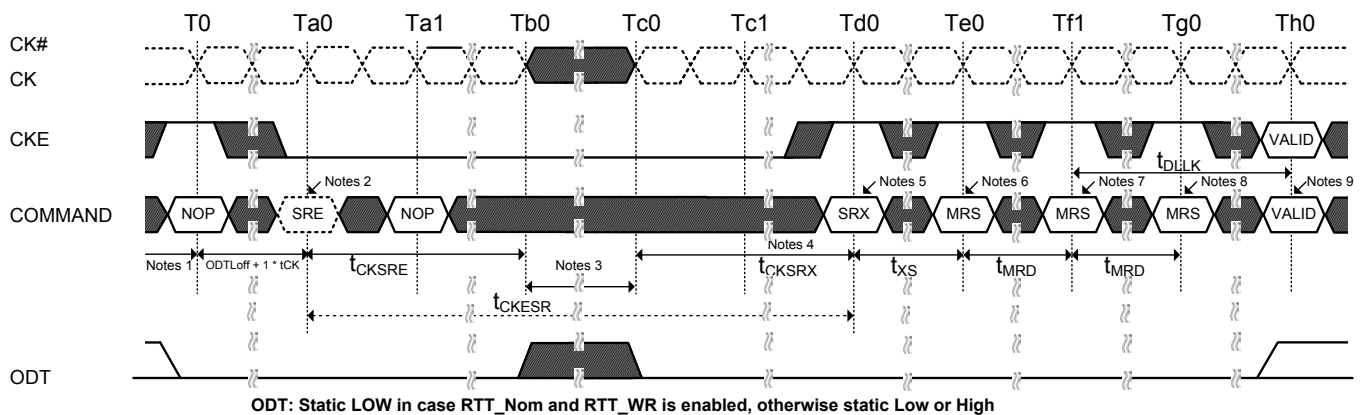 T0 Ta0 Ta1 Tb0 Tc0 Tc1 Td0 Te0 Tf1 Tg0 Th0
CK#
CK
CKE
VALID
tDLLK
Notes 2 Notes 5 Notes 6 Notes 7 Notes 8 Notes 9
COMMAND
NOP SRE NOP SRX MRS MRS MRS VALID
Notes 1 ODTLoff + 1 * tCK tCKSRE Notes 3 Notes 4 tCKSRX tXS tMRD tMRD
tCKESR
ODT
ODT: Static LOW in case RTT_Nom and RTT_WR is enabled, otherwise static Low or High